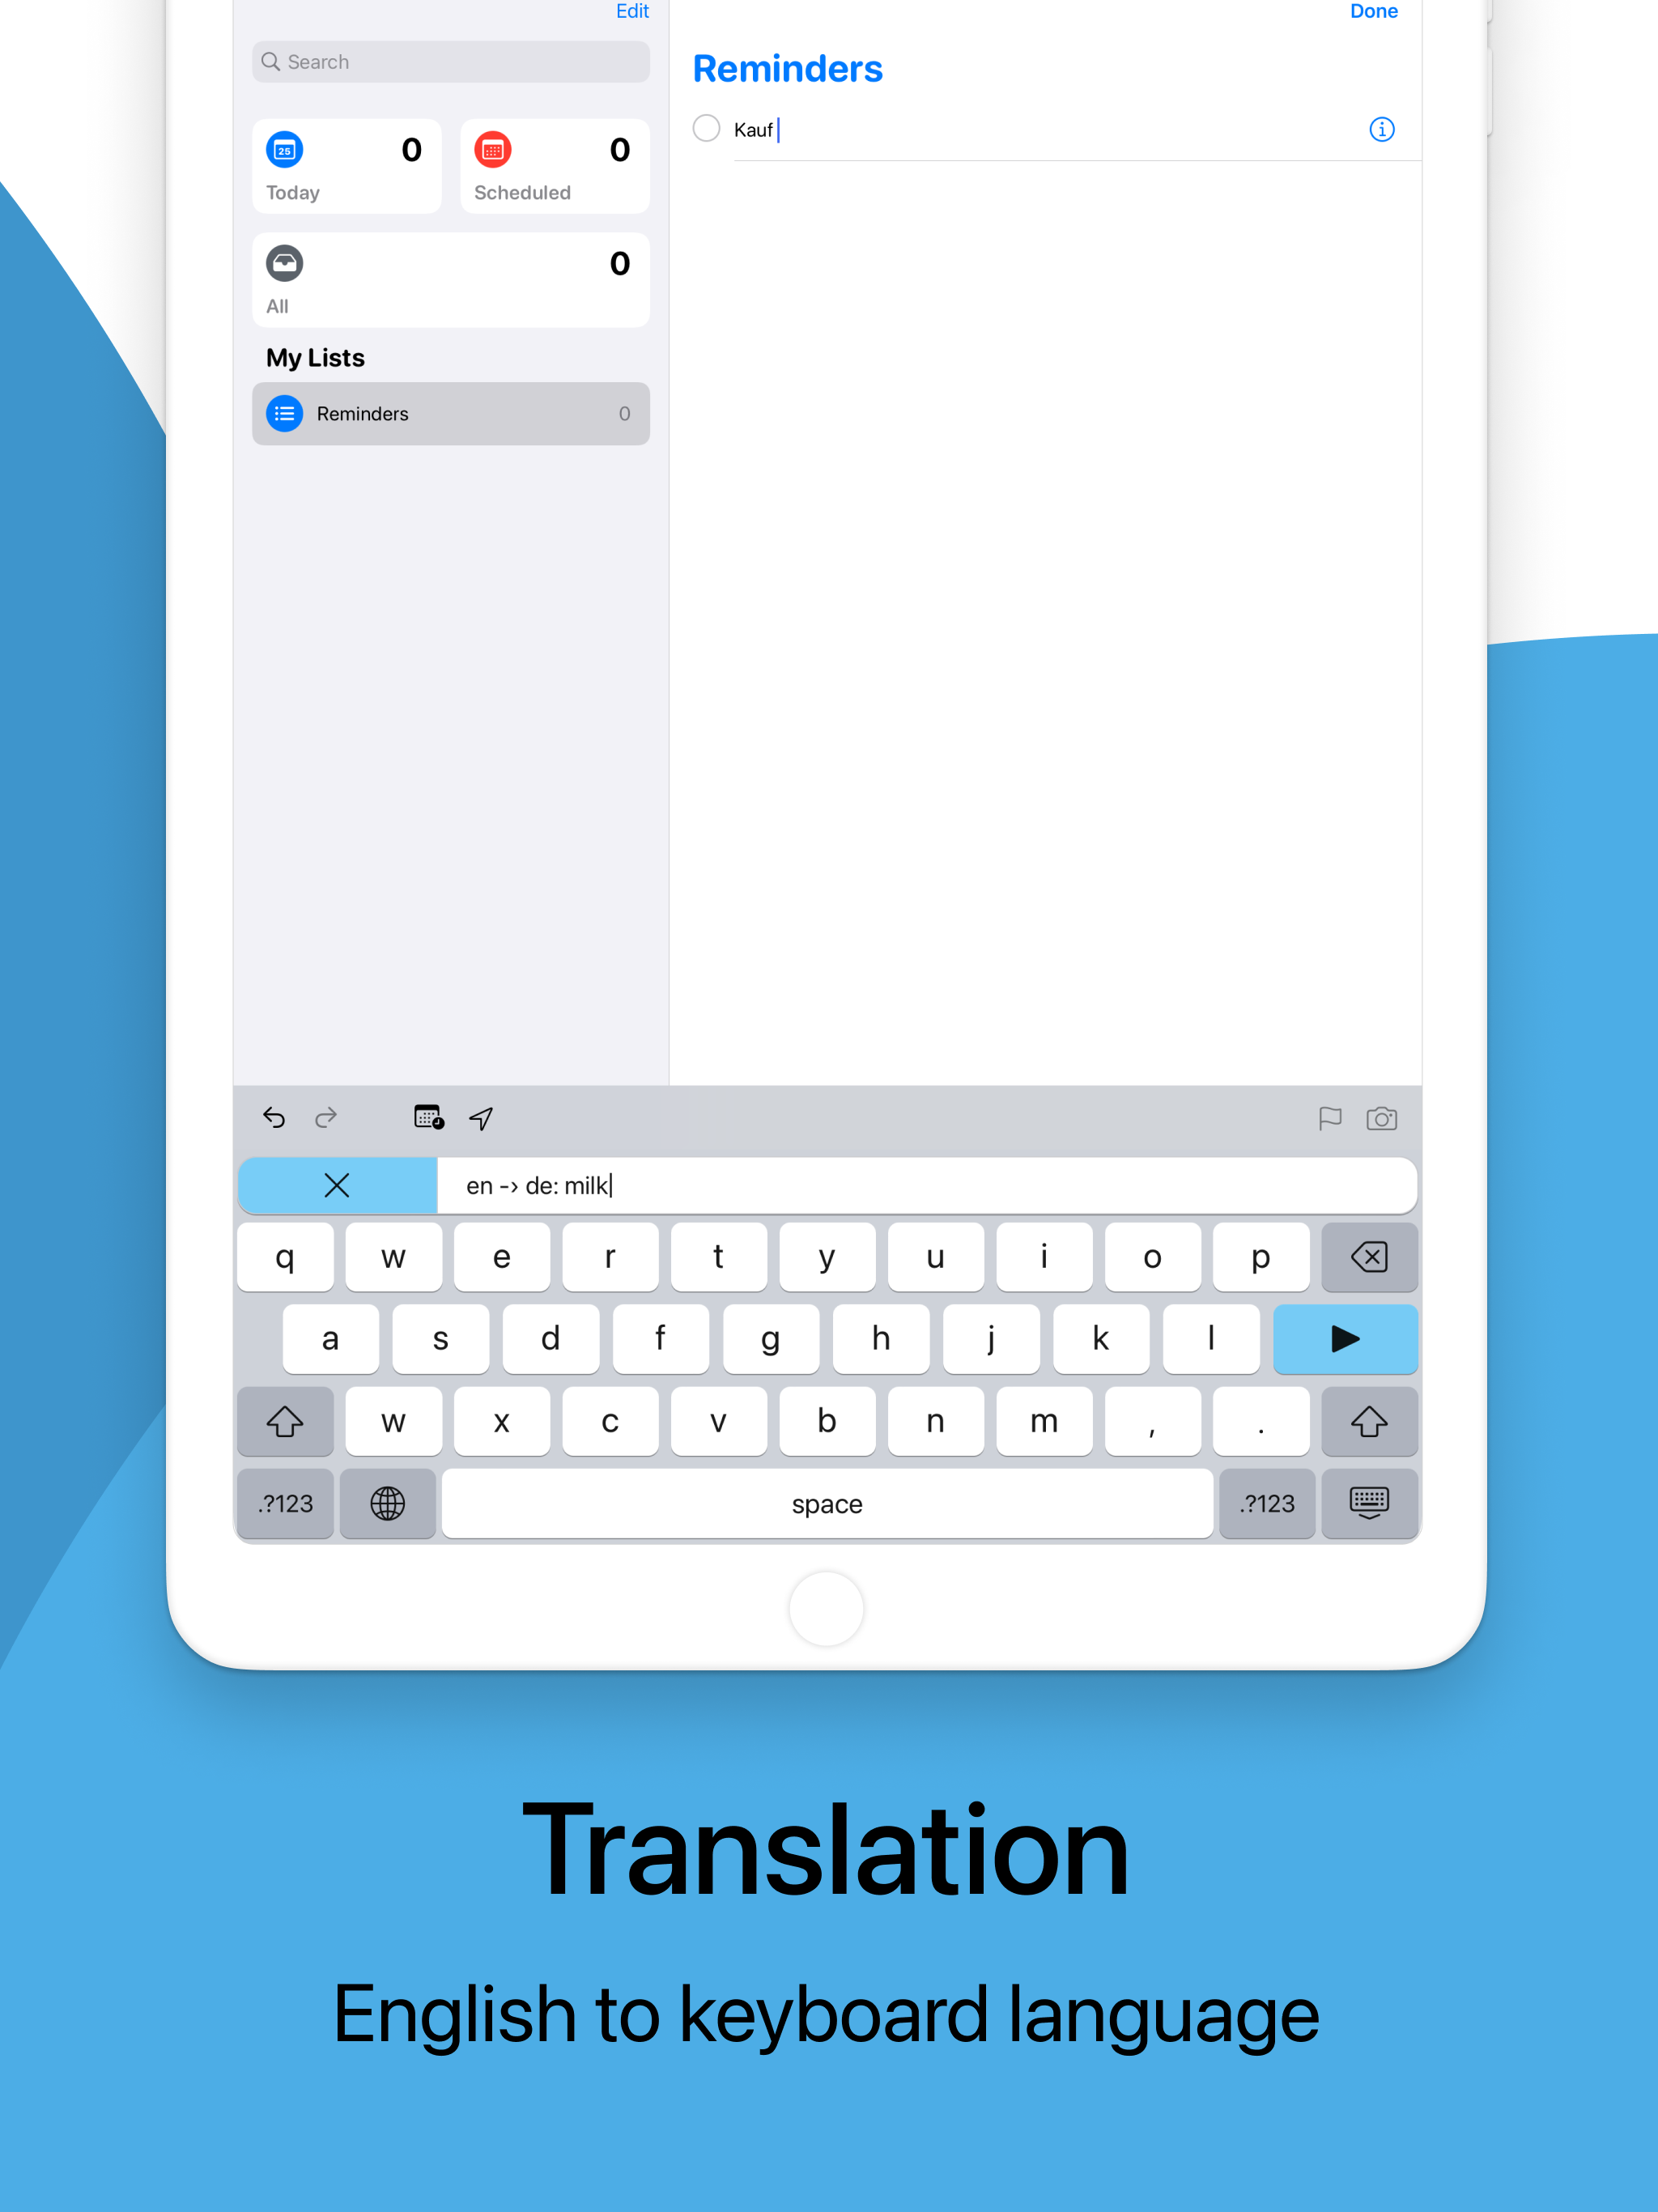 Edit
Done
Search
Reminders
Kauf
25
0
Today
0
Scheduled
0
All
My Lists
Reminders
0
en -› de: milk
q w e r t y u i o p
a s d f g h j k l
w x c v b n m , .
.?123
space
.?123
Translation
English to keyboard language